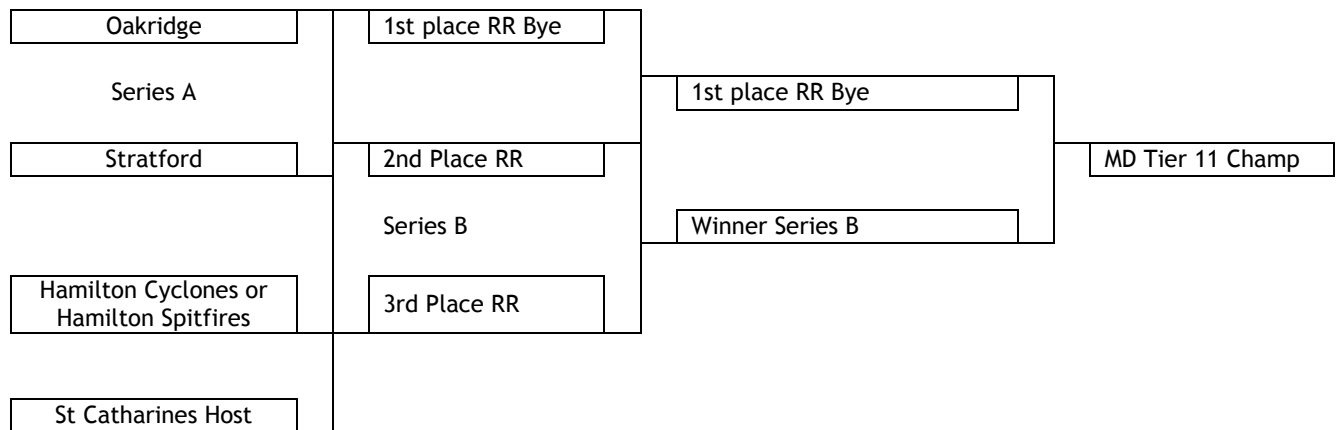 Oakridge
1st place RR Bye
Series A
1st place RR Bye
Stratford
2nd Place RR
MD Tier 11 Champ
Series B
Winner Series B
Hamilton Cyclones or
Hamilton Spitfires
3rd Place RR
St Catharines Host